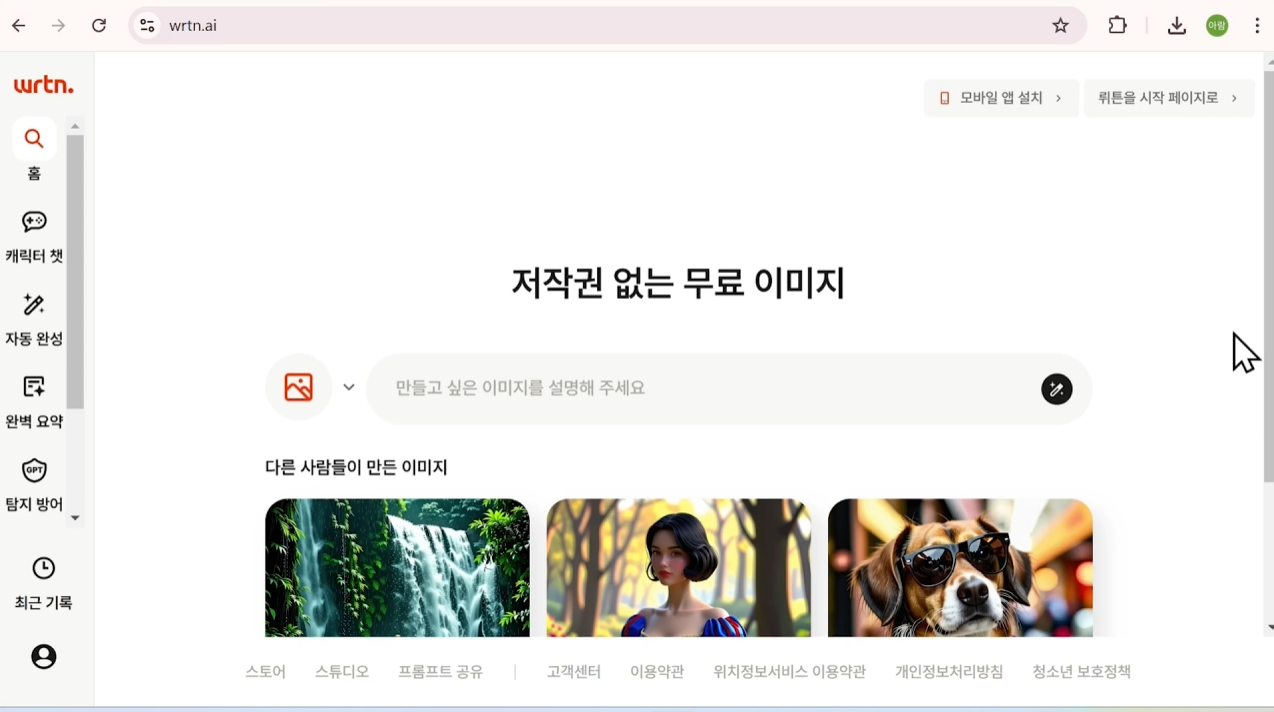 wrtn.ai
아람
wrtn.
모바일 앱 설치
뤼튼을 시작 페이지로
홈
캐릭터 챗
자동 완성
완벽 요약
GPT
탐지 방어
최근 기록
저작권 없는 무료 이미지
만들고 싶은 이미지를 설명해 주세요
다른 사람들이 만든 이미지
스토어 스튜디오 프롬프트 공유 | 고객센터 이용약관 위치정보서비스 이용약관 개인정보처리방침 청소년 보호정책